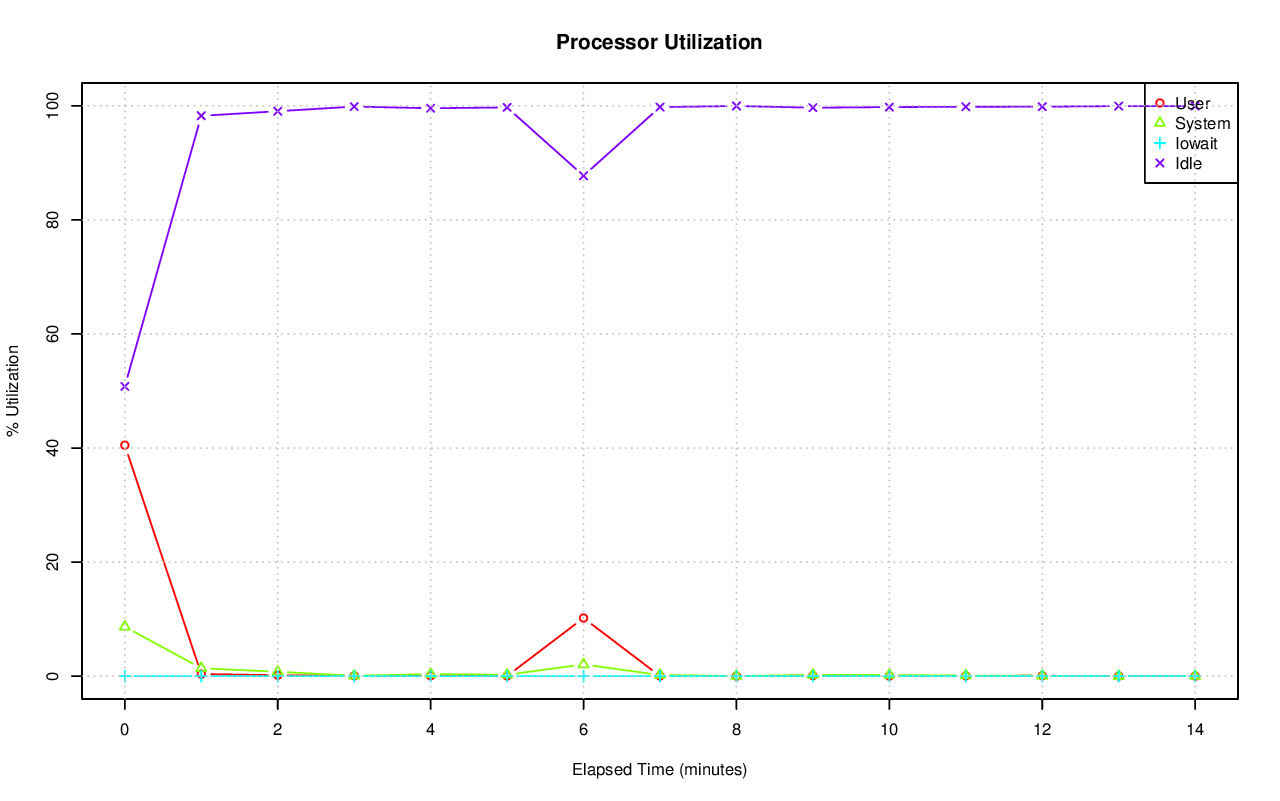 Processor Utilization
% Utilization
100
80
60
40
20
0
User
System
Iowait
Idle
0 2 4 6 8 10 12 14
Elapsed Time (minutes)